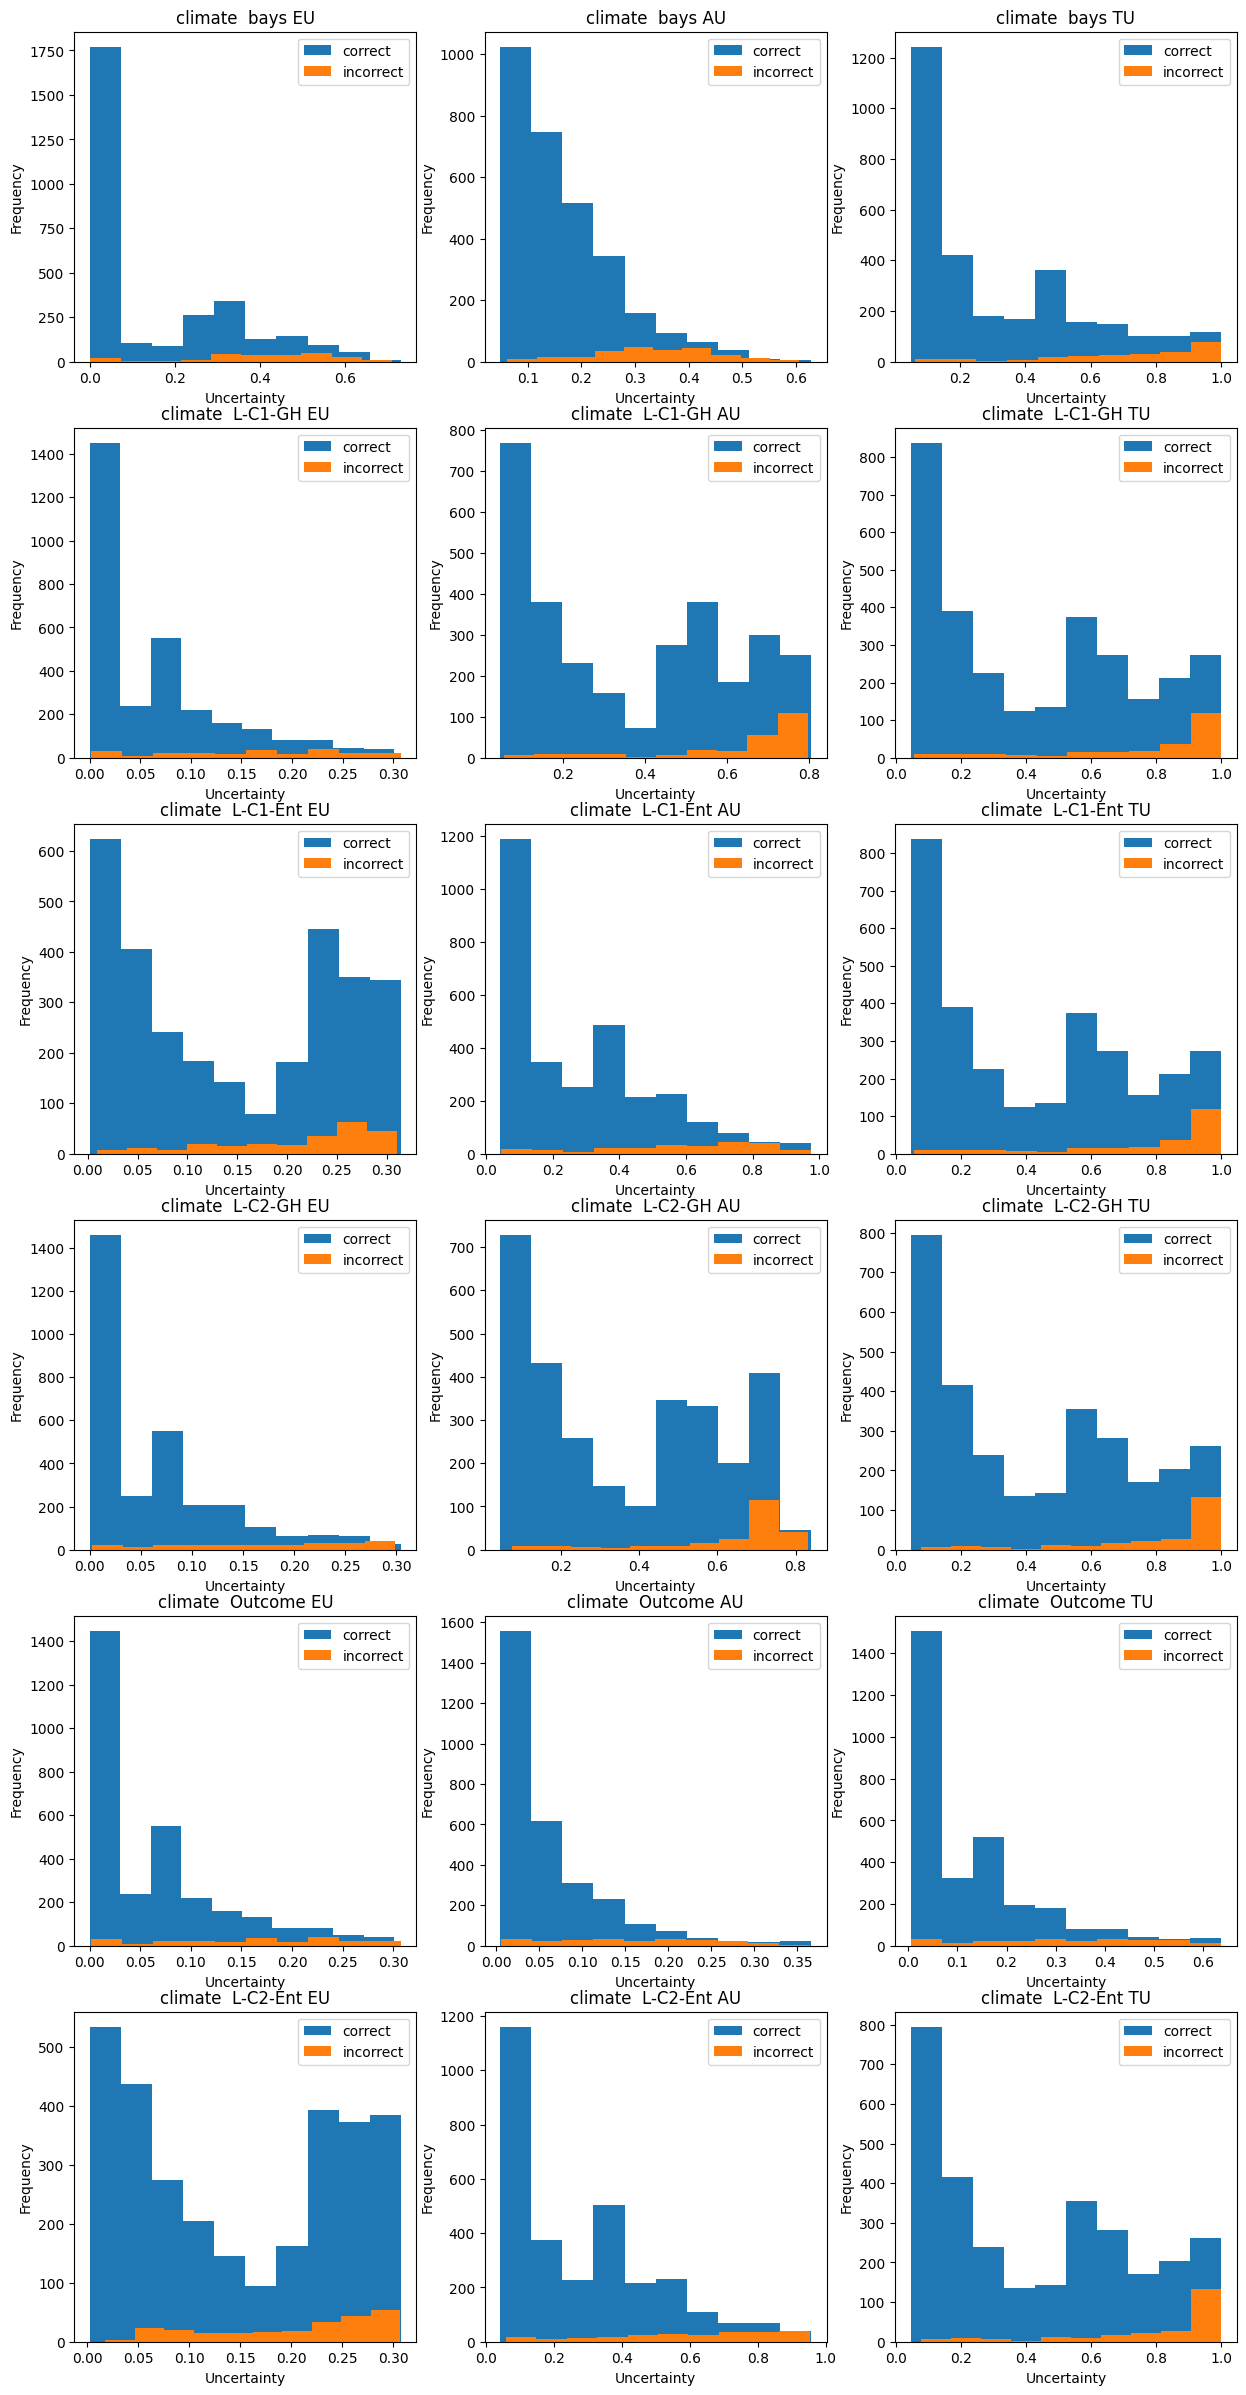 climate  bays EU
1750
1500
1250
1000
750
500
250
0
Frequency
0.0
0.2
0.4
0.6
Uncertainty
correct
incorrect
climate  bays AU
1000
800
600
400
200
0
Frequency
0.1
0.2
0.3
0.4
0.5
0.6
Uncertainty
correct
incorrect
climate  bays TU
1200
1000
800
600
400
200
0
Frequency
0.2
0.4
0.6
0.8
1.0
Uncertainty
correct
incorrect
climate  L-C1-GH EU
1400
1200
1000
800
600
400
200
0
Frequency
0.00
0.05
0.10
0.15
0.20
0.25
0.30
Uncertainty
correct
incorrect
climate  L-C1-GH AU
800
700
600
500
400
300
200
100
0
Frequency
0.2
0.4
0.6
0.8
Uncertainty
correct
incorrect
climate  L-C1-GH TU
800
700
600
500
400
300
200
100
0
Frequency
0.0
0.2
0.4
0.6
0.8
1.0
Uncertainty
correct
incorrect
climate  L-C1-Ent EU
600
500
400
300
200
100
0
Frequency
0.00
0.05
0.10
0.15
0.20
0.25
0.30
Uncertainty
correct
incorrect
climate  L-C1-Ent AU
1200
1000
800
600
400
200
0
Frequency
0.0
0.2
0.4
0.6
0.8
1.0
Uncertainty
correct
incorrect
climate  L-C1-Ent TU
800
700
600
500
400
300
200
100
0
Frequency
0.0
0.2
0.4
0.6
0.8
1.0
Uncertainty
correct
incorrect
climate  L-C2-GH EU
1400
1200
1000
800
600
400
200
0
Frequency
0.00
0.05
0.10
0.15
0.20
0.25
0.30
Uncertainty
correct
incorrect
climate  L-C2-GH AU
700
600
500
400
300
200
100
0
Frequency
0.2
0.4
0.6
0.8
Uncertainty
correct
incorrect
climate  L-C2-GH TU
800
700
600
500
400
300
200
100
0
Frequency
0.0
0.2
0.4
0.6
0.8
1.0
Uncertainty
correct
incorrect
climate  Outcome EU
1400
1200
1000
800
600
400
200
0
Frequency
0.00
0.05
0.10
0.15
0.20
0.25
0.30
Uncertainty
correct
incorrect
climate  Outcome AU
1600
1400
1200
1000
800
600
400
200
0
Frequency
0.00
0.05
0.10
0.15
0.20
0.25
0.30
0.35
Uncertainty
correct
incorrect
climate  Outcome TU
1400
1200
1000
800
600
400
200
0
Frequency
0.0
0.1
0.2
0.3
0.4
0.5
0.6
Uncertainty
correct
incorrect
climate  L-C2-Ent EU
500
400
300
200
100
0
Frequency
0.00
0.05
0.10
0.15
0.20
0.25
0.30
Uncertainty
correct
incorrect
climate  L-C2-Ent AU
1200
1000
800
600
400
200
0
Frequency
0.0
0.2
0.4
0.6
0.8
1.0
Uncertainty
correct
incorrect
climate  L-C2-Ent TU
800
700
600
500
400
300
200
100
0
Frequency
0.0
0.2
0.4
0.6
0.8
1.0
Uncertainty
correct
incorrect